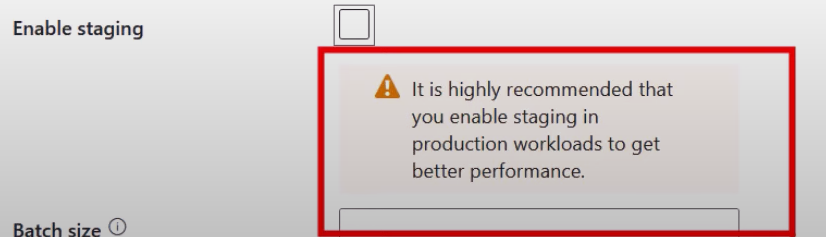 Enable staging
It is highly recommended that
you enable staging in
production workloads to get
better performance.
Batch size